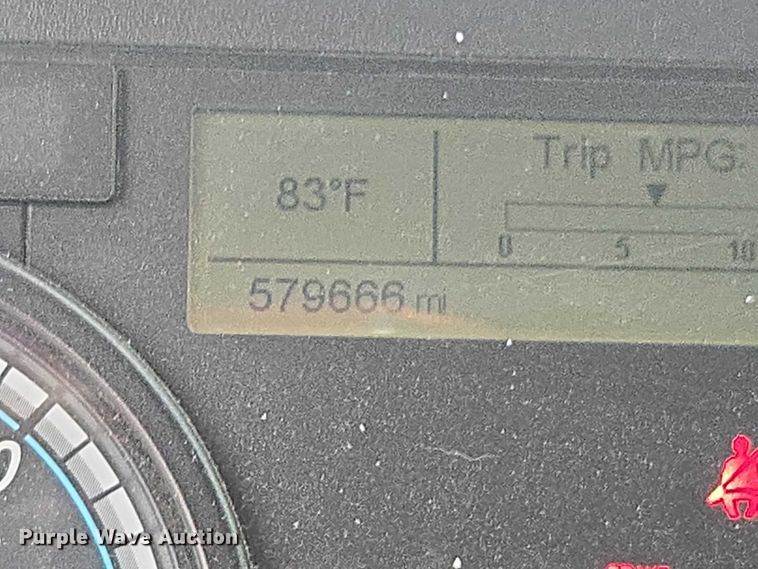 Trip MPG:
83°F
0 5 10
579666 mi
Purple Wave Auction